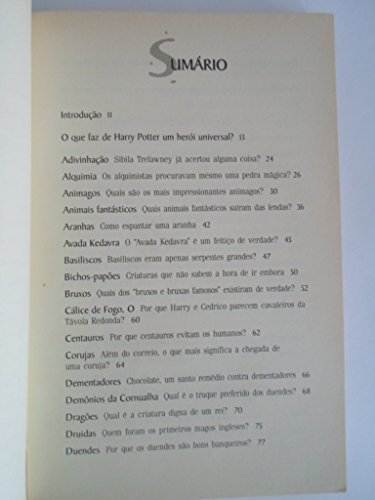 SUMÁRIO
Introdução 11
O que faz de Harry Potter um herói universal? 13
Adivinhação Sibila Trelawney já acertou alguma coisa? 24
Alquimia Os alquimistas procuravam mesmo uma pedra mágica? 26
Animagos Quais são os mais impressionantes animagos? 30
Animais fantásticos Quais animais fantásticos saíram das lendas? 36
Aranhas Como espantar uma aranha 42
Avada Kedavra O "Avada Kedavra" é um feitiço de verdade? 45
Basiliscos Basiliscos eram apenas serpentes grandes? 47
Bichos-papões Criaturas que não sabem a hora de ir embora 50
Bruxos Quais dos "bruxos e bruxas famosos" existiram de verdade? 52
Cálice de Fogo, O Por que Harry e Cedrico parecem cavaleiros da
Távola Redonda? 60
Centauros Por que centauros evitam os humanos? 62
Corujas Além do correio, o que mais significa a chegada de
uma coruja? 64
Dementadores Chocolate, um santo remédio contra dementadores 66
Demônios da Cornualha Qual é o truque preferido dos duendes? 68
Dragões Qual é a criatura digna de um rei? 70
Druidas Quem foram os primeiros magos ingleses? 75
Duendes Por que os duendes são bons banqueiros? 77